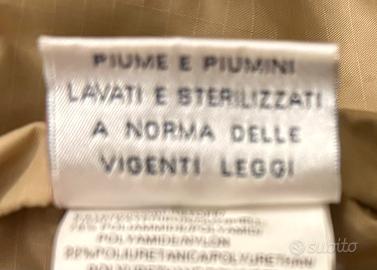 PIUME E PIUMINI
LAVATI E STERILIZZATI
A NORMA DELLE
VIGENTI LEGGI
POLYAMIDE/NYLON
subito